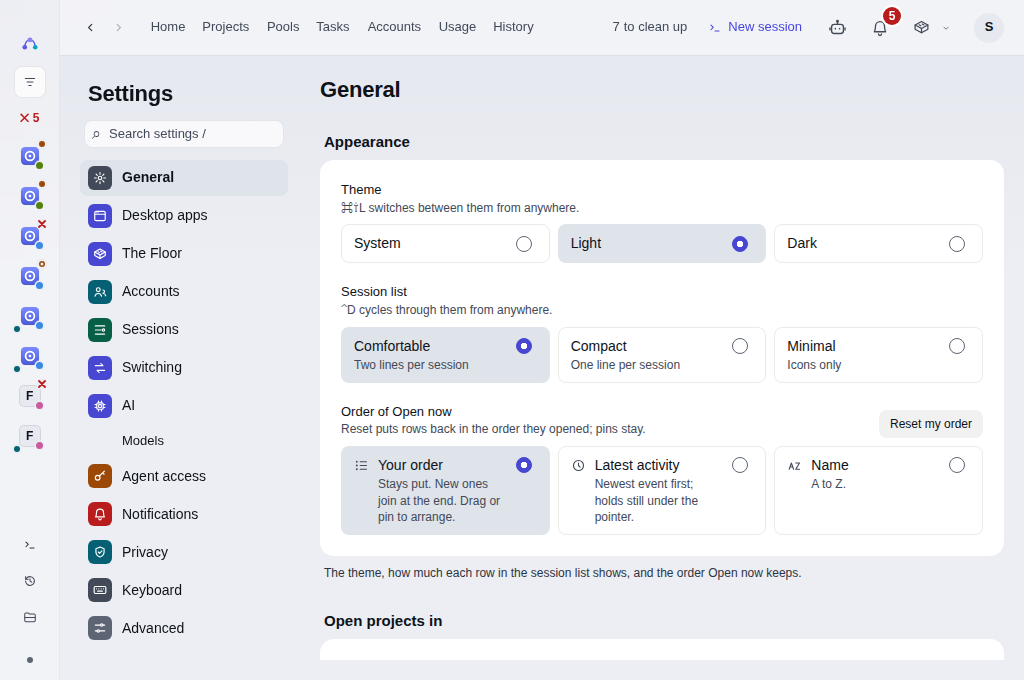 Home Projects Pools Tasks Accounts Usage History 7 to clean up New session 5 S
5
F
F
Settings
Search settings /
General
Desktop apps
The Floor
Accounts
Sessions
Switching
AI
Models
Agent access
Notifications
Privacy
Keyboard
Advanced
General
Appearance
Theme
⌘⇧L switches between them from anywhere.
System Light Dark
Session list
^D cycles through them from anywhere.
Comfortable Compact Minimal
Two lines per session One line per session Icons only
Order of Open now
Reset puts rows back in the order they opened; pins stay.
Reset my order
Your order Latest activity Name
Stays put. New ones Newest event first; A to Z.
join at the end. Drag or holds still under the
pin to arrange. pointer.
The theme, how much each row in the session list shows, and the order Open now keeps.
Open projects in